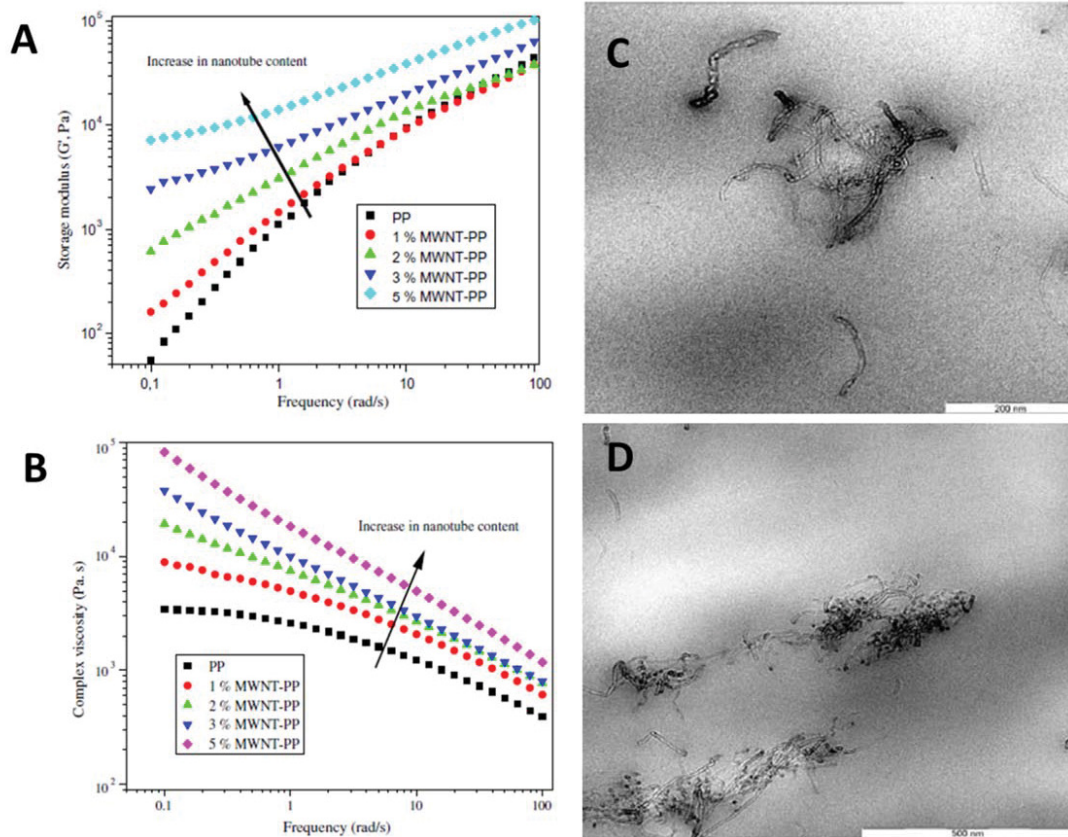 A
10⁵
10⁴
10³
10²
Storage modulus (G', Pa)
Increase in nanotube content
PP
1 % MWNT-PP
2 % MWNT-PP
3 % MWNT-PP
5 % MWNT-PP
0,1
1
10
100
Frequency (rad/s)
B
10⁵
10⁴
10³
10²
Complex viscosity (Pa. s)
Increase in nanotube content
PP
1 % MWNT-PP
2 % MWNT-PP
3 % MWNT-PP
5 % MWNT-PP
0.1
1
10
100
Frequency (rad/s)
C
200 nm
D
500 nm